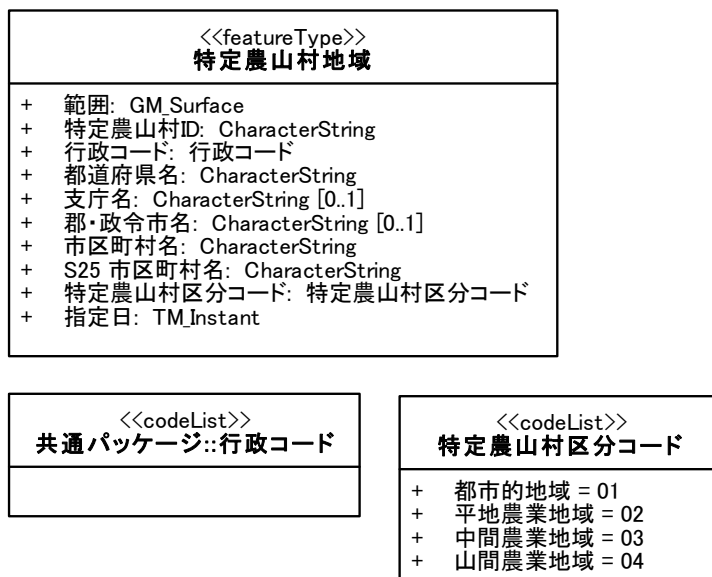 <<featureType>>
特定農山村地域
+ 範囲: GM_Surface
+ 特定農山村ID: CharacterString
+ 行政コード: 行政コード
+ 都道府県名: CharacterString
+ 支庁名: CharacterString [0..1]
+ 郡・政令市名: CharacterString [0..1]
+ 市区町村名: CharacterString
+ S25 市区町村名: CharacterString
+ 特定農山村区分コード: 特定農山村区分コード
+ 指定日: TM_Instant
<<codeList>>
共通パッケージ::行政コード
<<codeList>>
特定農山村区分コード
+ 都市的地域 = 01
+ 平地農業地域 = 02
+ 中間農業地域 = 03
+ 山間農業地域 = 04